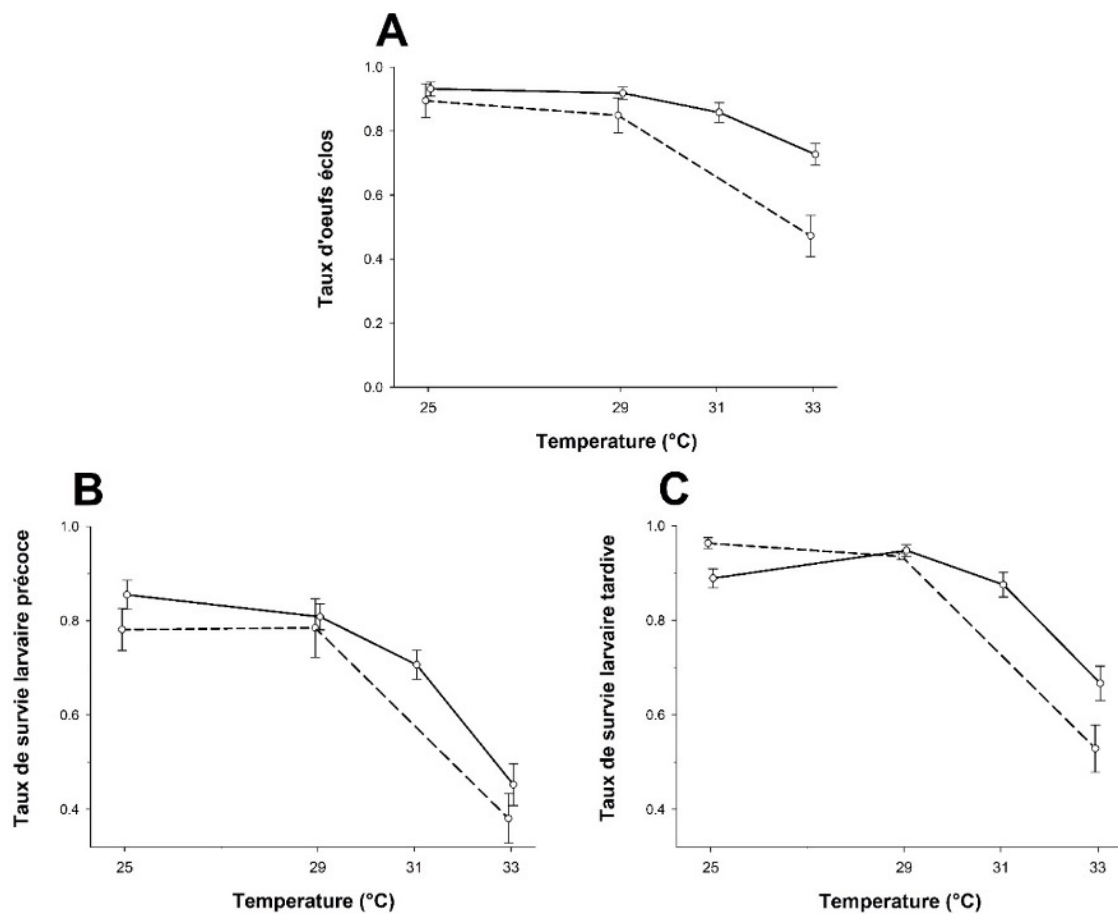 A
Taux d'oeufs éclos
1.0
0.8
0.6
0.4
0.2
0.0
25
29
31
33
Temperature (°C)
B
Taux de survie larvaire précoce
1.0
0.8
0.6
0.4
25
29
31
33
Temperature (°C)
C
Taux de survie larvaire tardive
1.0
0.8
0.6
0.4
25
29
31
33
Temperature (°C)